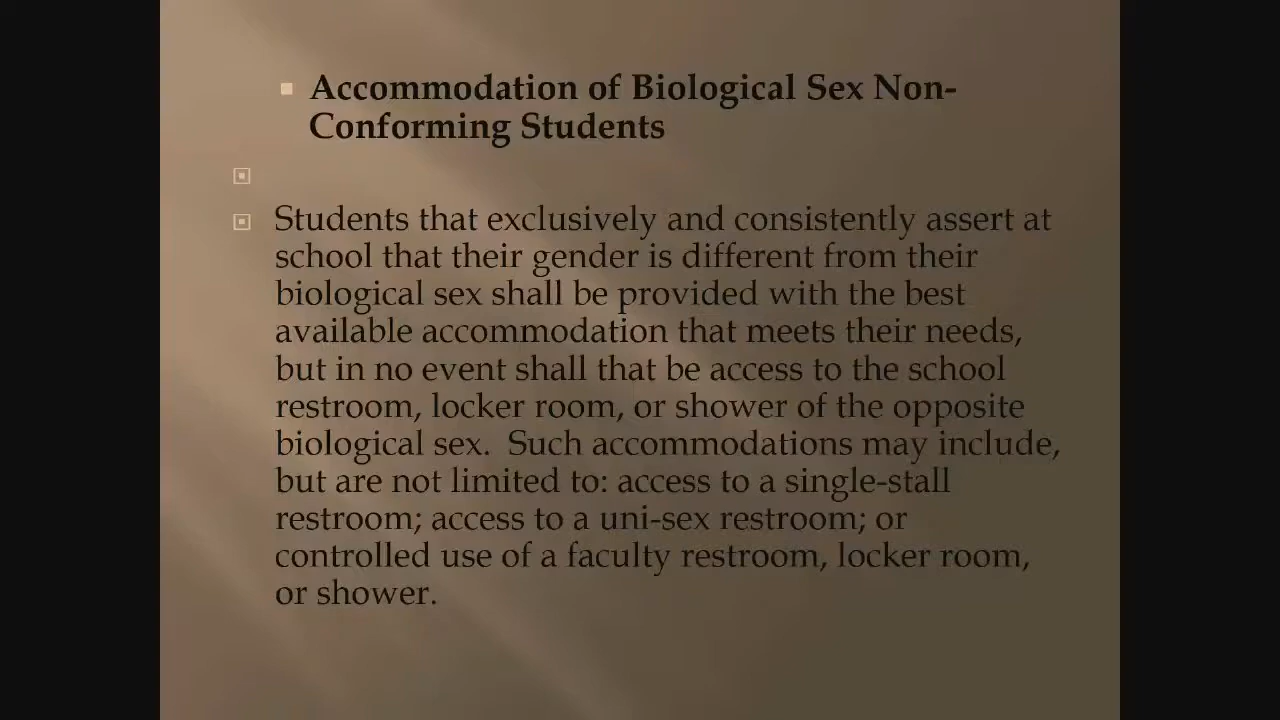 Accommodation of Biological Sex Non-
Conforming Students
Students that exclusively and consistently assert at
school that their gender is different from their
biological sex shall be provided with the best
available accommodation that meets their needs,
but in no event shall that be access to the school
restroom, locker room, or shower of the opposite
biological sex.  Such accommodations may include,
but are not limited to: access to a single-stall
restroom; access to a uni-sex restroom; or
controlled use of a faculty restroom, locker room,
or shower.